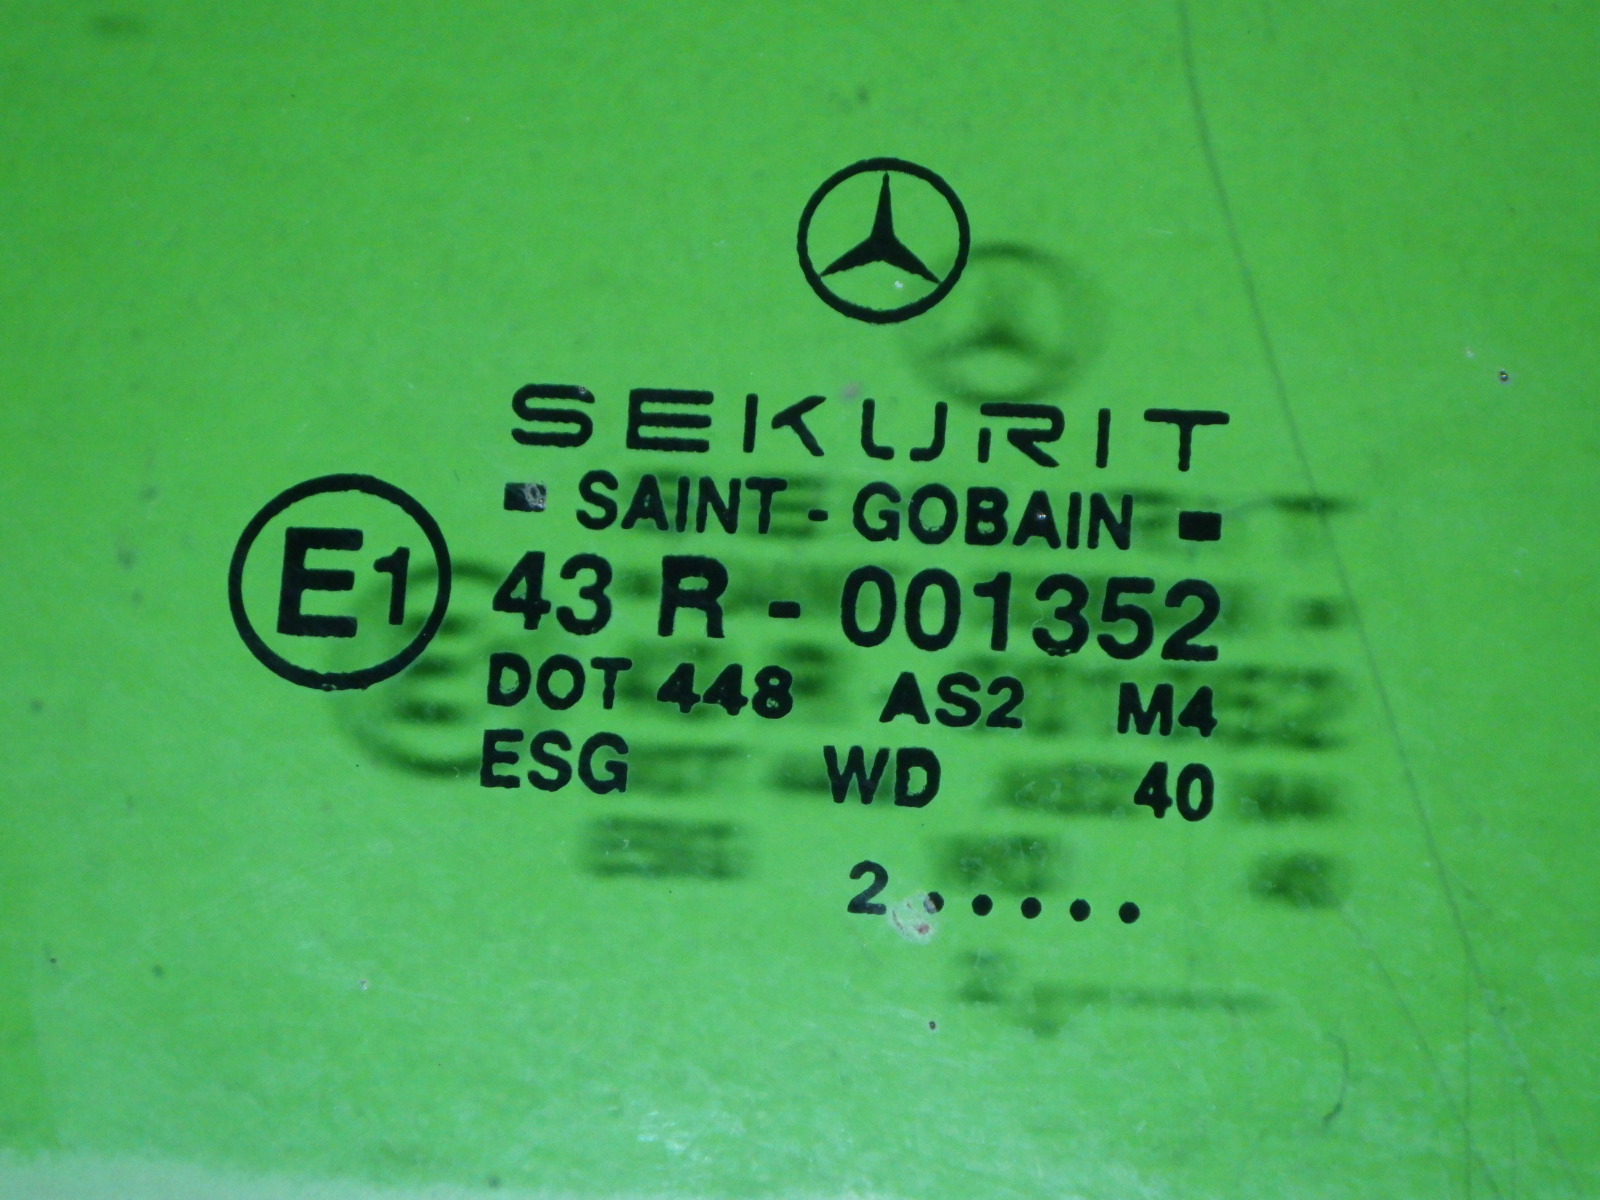 SEKURIT
SAINT - GOBAIN
E1 43 R - 001352
DOT 448 AS2 M4
ESG WD 40
2 . . . . .